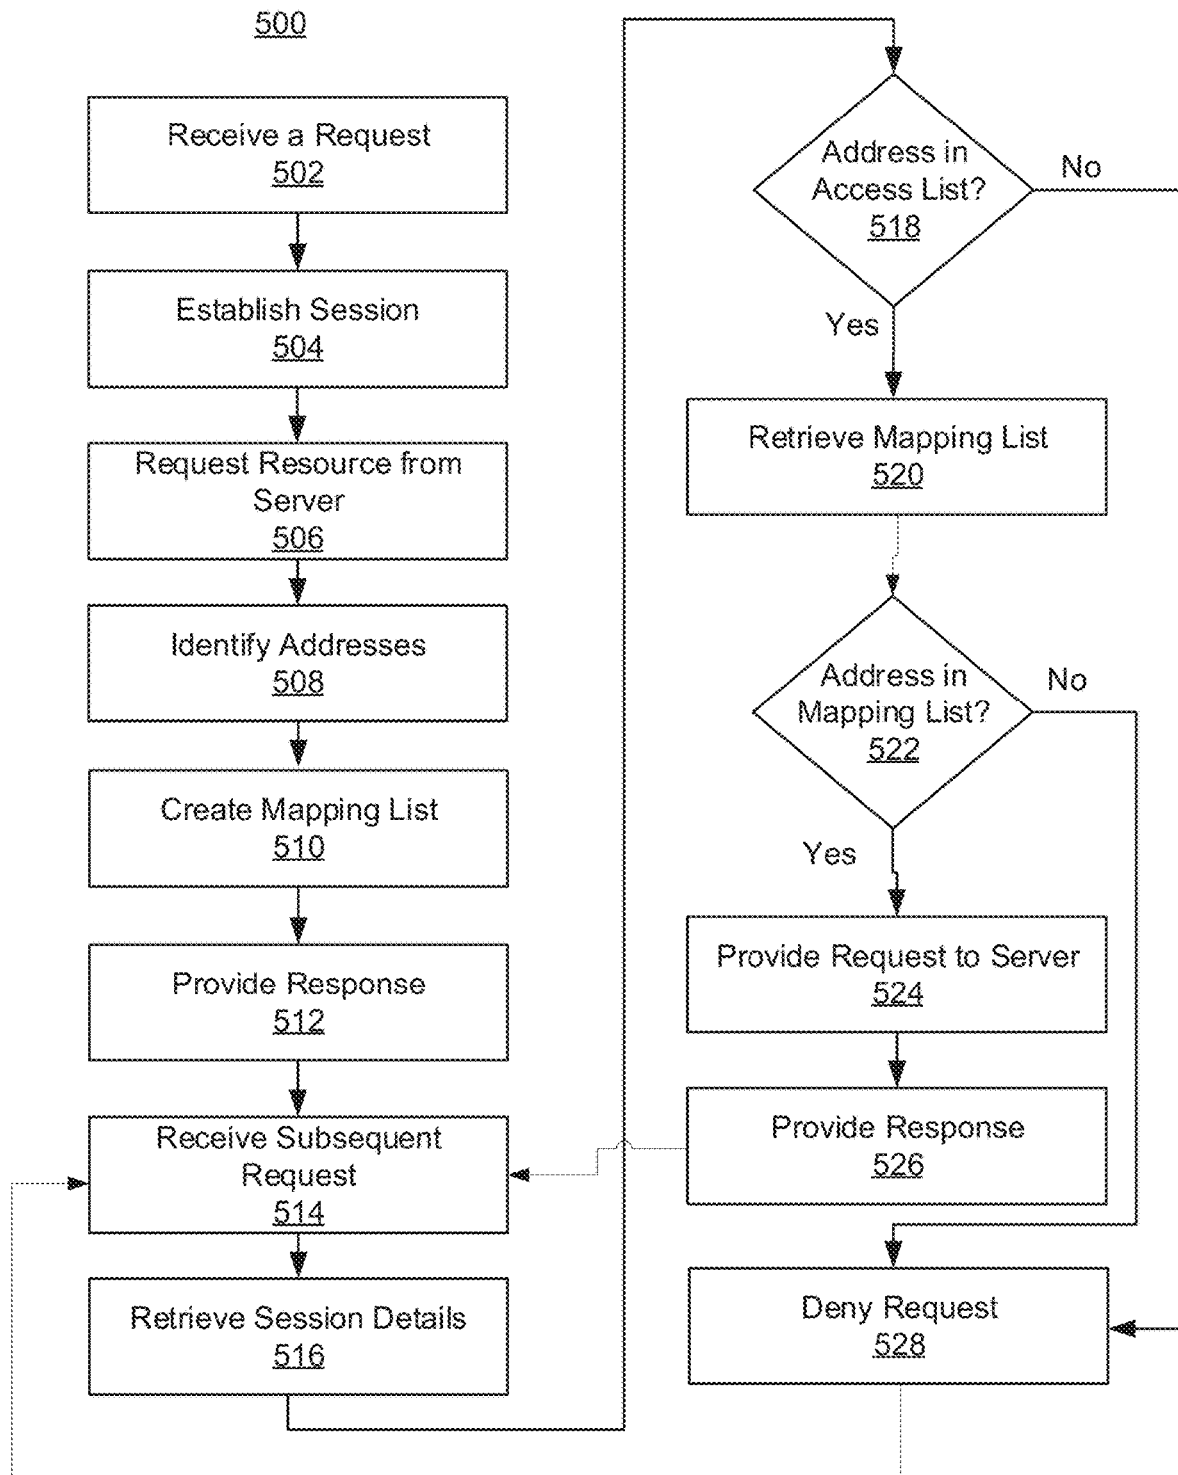 500
Receive a Request
502
Establish Session
504
Request Resource from
Server
506
Identify Addresses
508
Create Mapping List
510
Provide Response
512
Receive Subsequent
Request
514
Retrieve Session Details
516
Address in
Access List?
518
No
Yes
Retrieve Mapping List
520
Address in
Mapping List?
522
No
Yes
Provide Request to Server
524
Provide Response
526
Deny Request
528